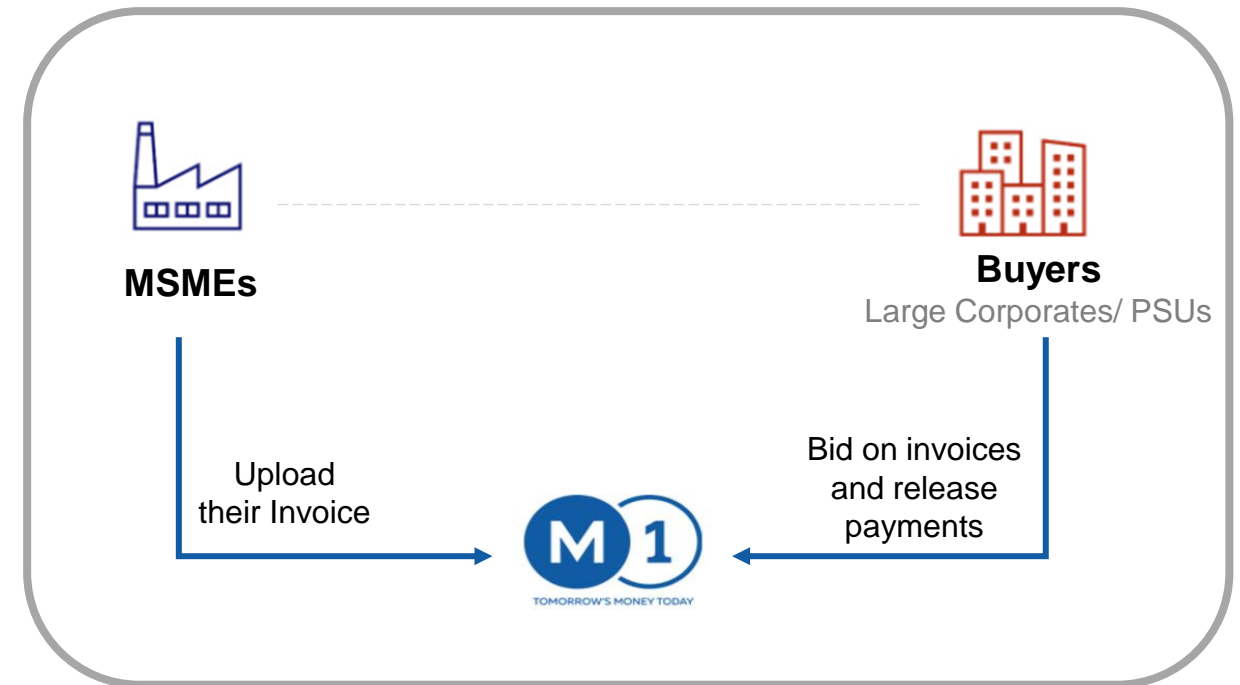 MSMEs
Buyers
Large Corporates/ PSUs
Upload
their Invoice
Bid on invoices
and release
payments
M 1
TOMORROW'S MONEY TODAY